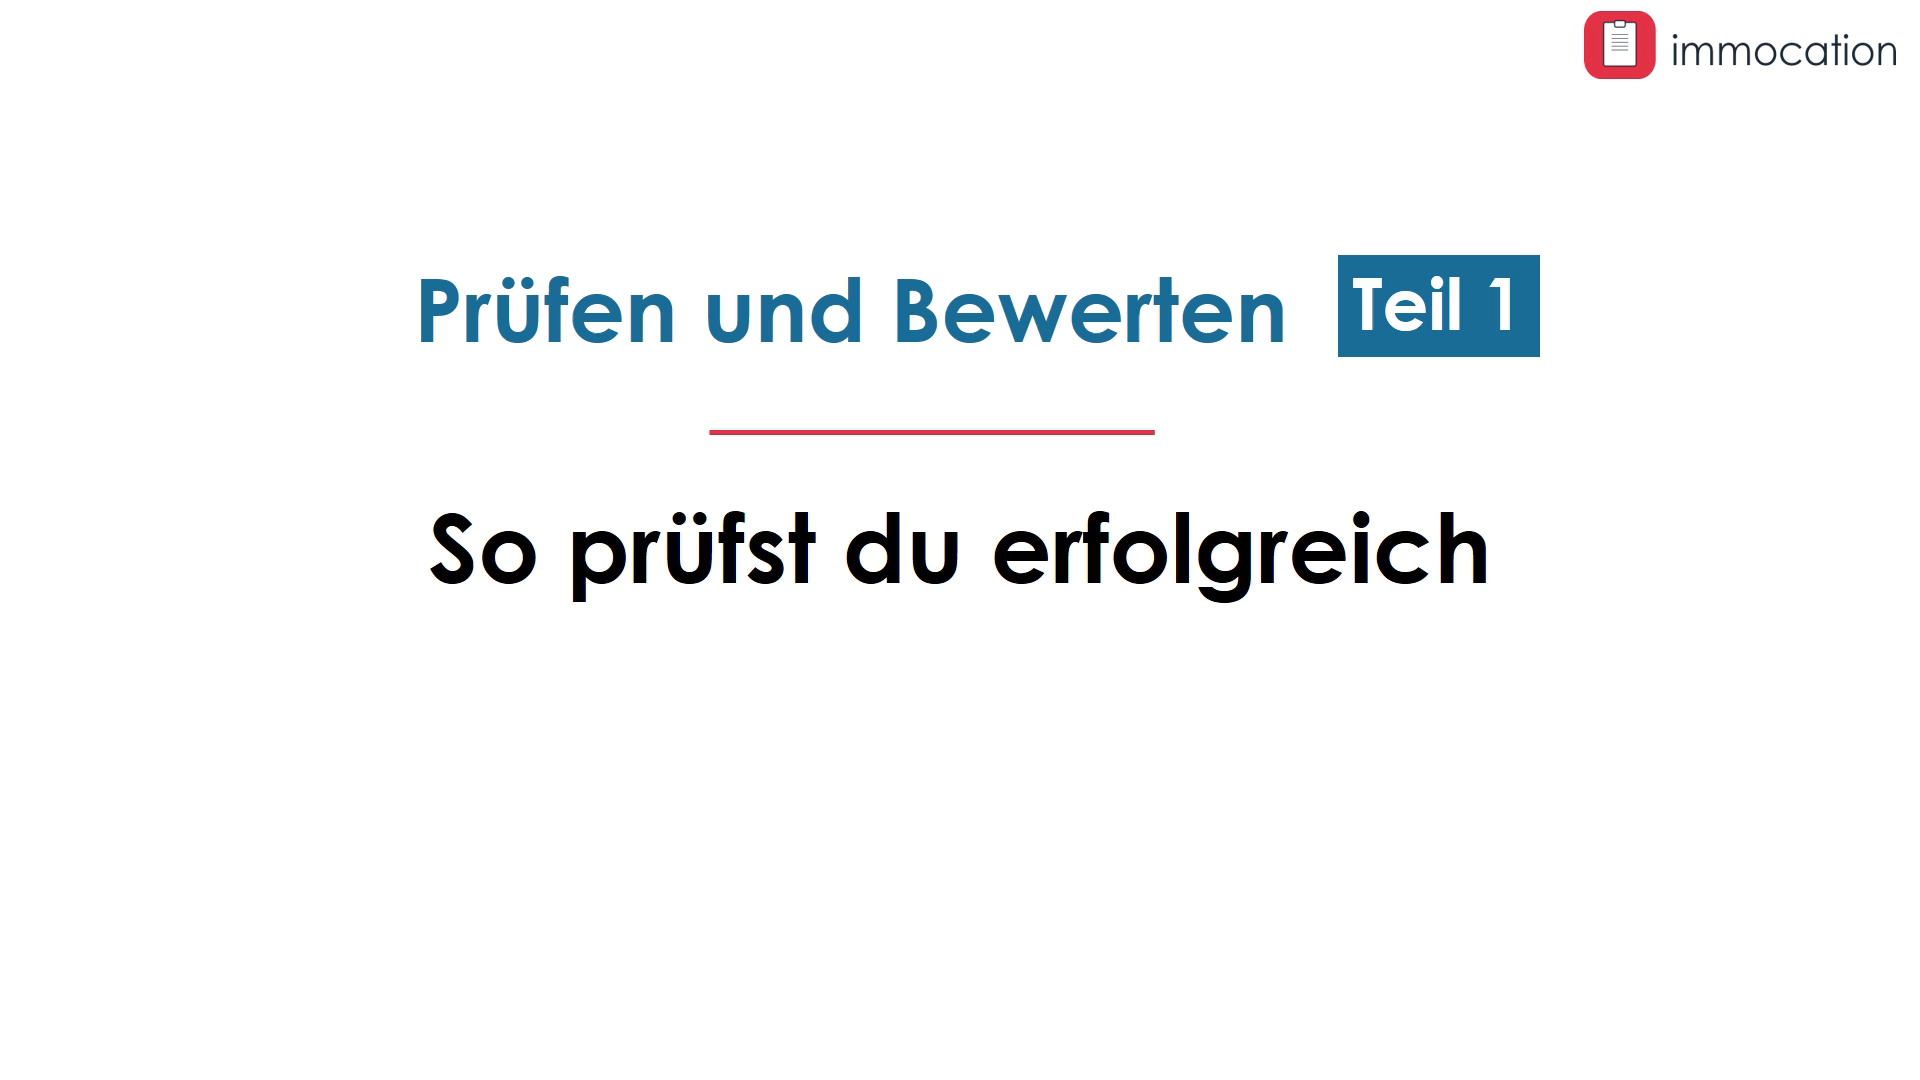 immocation
Prüfen und Bewerten Teil 1
So prüfst du erfolgreich